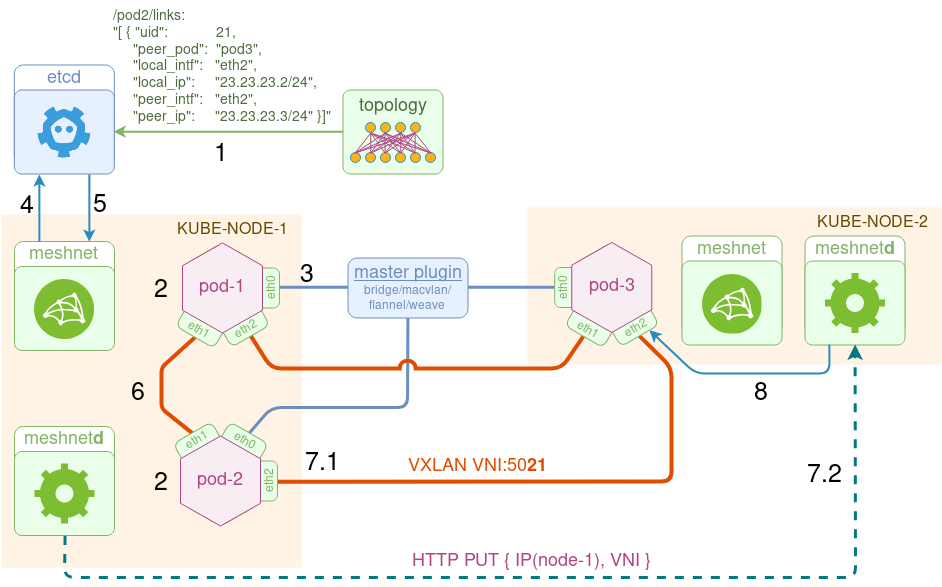 /pod2/links:
"[ { "uid": 21,
"peer_pod": "pod3",
"local_intf": "eth2",
"local_ip": "23.23.23.2/24",
"peer_intf": "eth2",
"peer_ip": "23.23.23.3/24" }]"
etcd
topology
1
4
5
KUBE-NODE-1
KUBE-NODE-2
meshnet
2
pod-1
eth0
eth1
eth2
3
master plugin
bridge/macvlan/
flannel/weave
eth0
pod-3
eth1
eth2
meshnet
meshnetd
6
8
meshnetd
2
eth1
eth0
pod-2
eth2
7.1
VXLAN VNI:5021
7.2
HTTP PUT { IP(node-1), VNI }